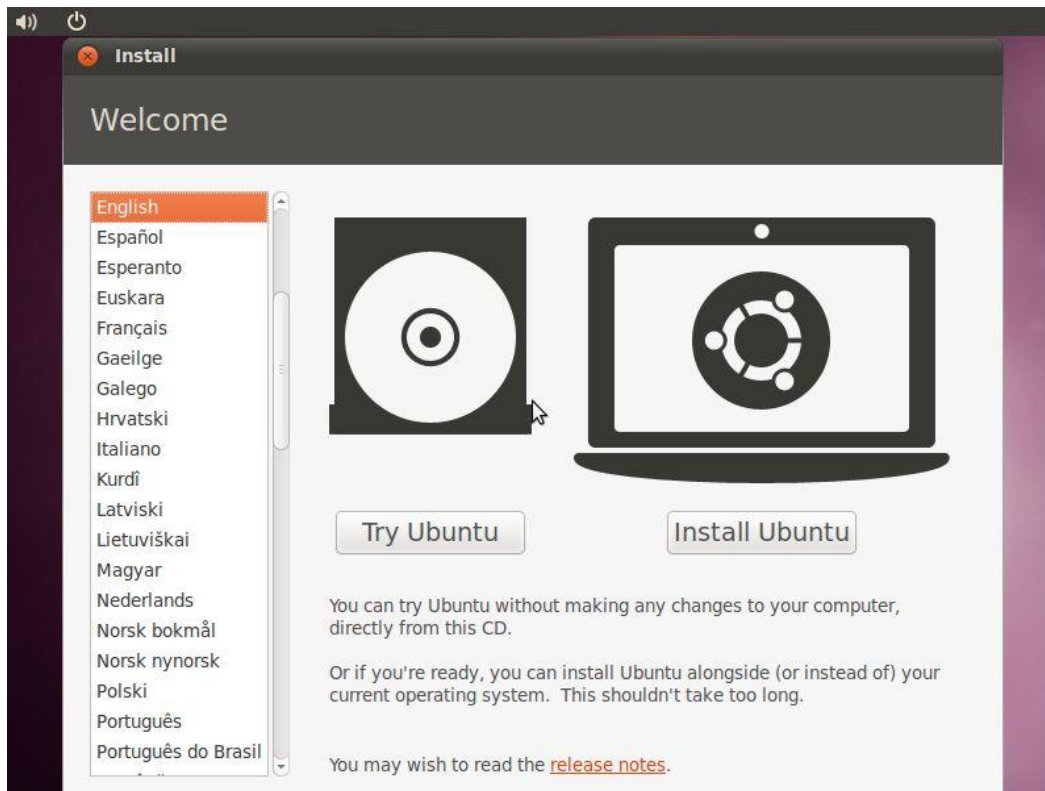 Install
Welcome
English
Español
Esperanto
Euskara
Français
Gaeilge
Galego
Hrvatski
Italiano
Kurdî
Latviski
Lietuviškai
Magyar
Nederlands
Norsk bokmål
Norsk nynorsk
Polski
Português
Português do Brasil
Try Ubuntu
Install Ubuntu
You can try Ubuntu without making any changes to your computer,
directly from this CD.
Or if you're ready, you can install Ubuntu alongside (or instead of) your
current operating system. This shouldn't take too long.
You may wish to read the release notes.